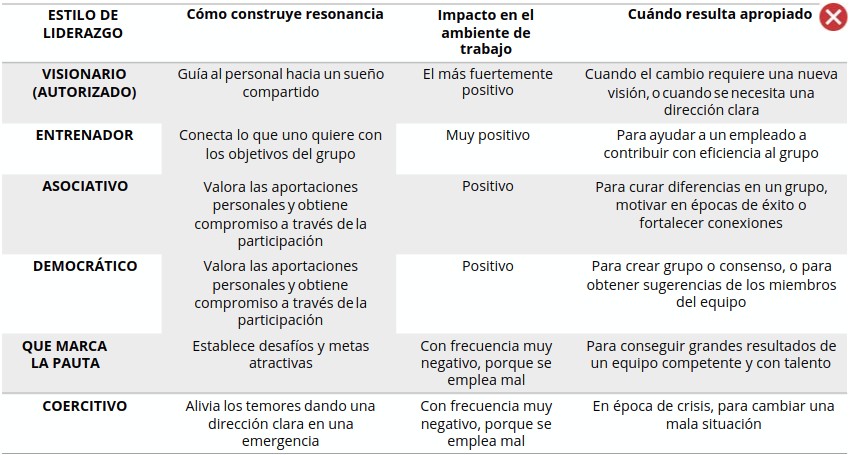 ESTILO DE
LIDERAZGO
Cómo construye resonancia
Impacto en el
ambiente de
trabajo
Cuándo resulta apropiado
VISIONARIO
(AUTORIZADO)
Guía al personal hacia un sueño
compartido
El más fuertemente
positivo
Cuando el cambio requiere una nueva
visión, o cuando se necesita una
dirección clara
ENTRENADOR
Conecta lo que uno quiere con
los objetivos del grupo
Muy positivo
Para ayudar a un empleado a
contribuir con eficiencia al grupo
ASOCIATIVO
Valora las aportaciones
personales y obtiene
compromiso a través de la
participación
Positivo
Para curar diferencias en un grupo,
motivar en épocas de éxito o
fortalecer conexiones
DEMOCRÁTICO
Valora las aportaciones
personales y obtiene
compromiso a través de la
participación
Positivo
Para crear grupo o consenso, o para
obtener sugerencias de los miembros
del equipo
QUE MARCA
LA PAUTA
Establece desafíos y metas
atractivas
Con frecuencia muy
negativo, porque se
emplea mal
Para conseguir grandes resultados de
un equipo competente y con talento
COERCITIVO
Alivia los temores dando una
dirección clara en una
emergencia
Con frecuencia muy
negativo, porque se
emplea mal
En época de crisis, para cambiar una
mala situación